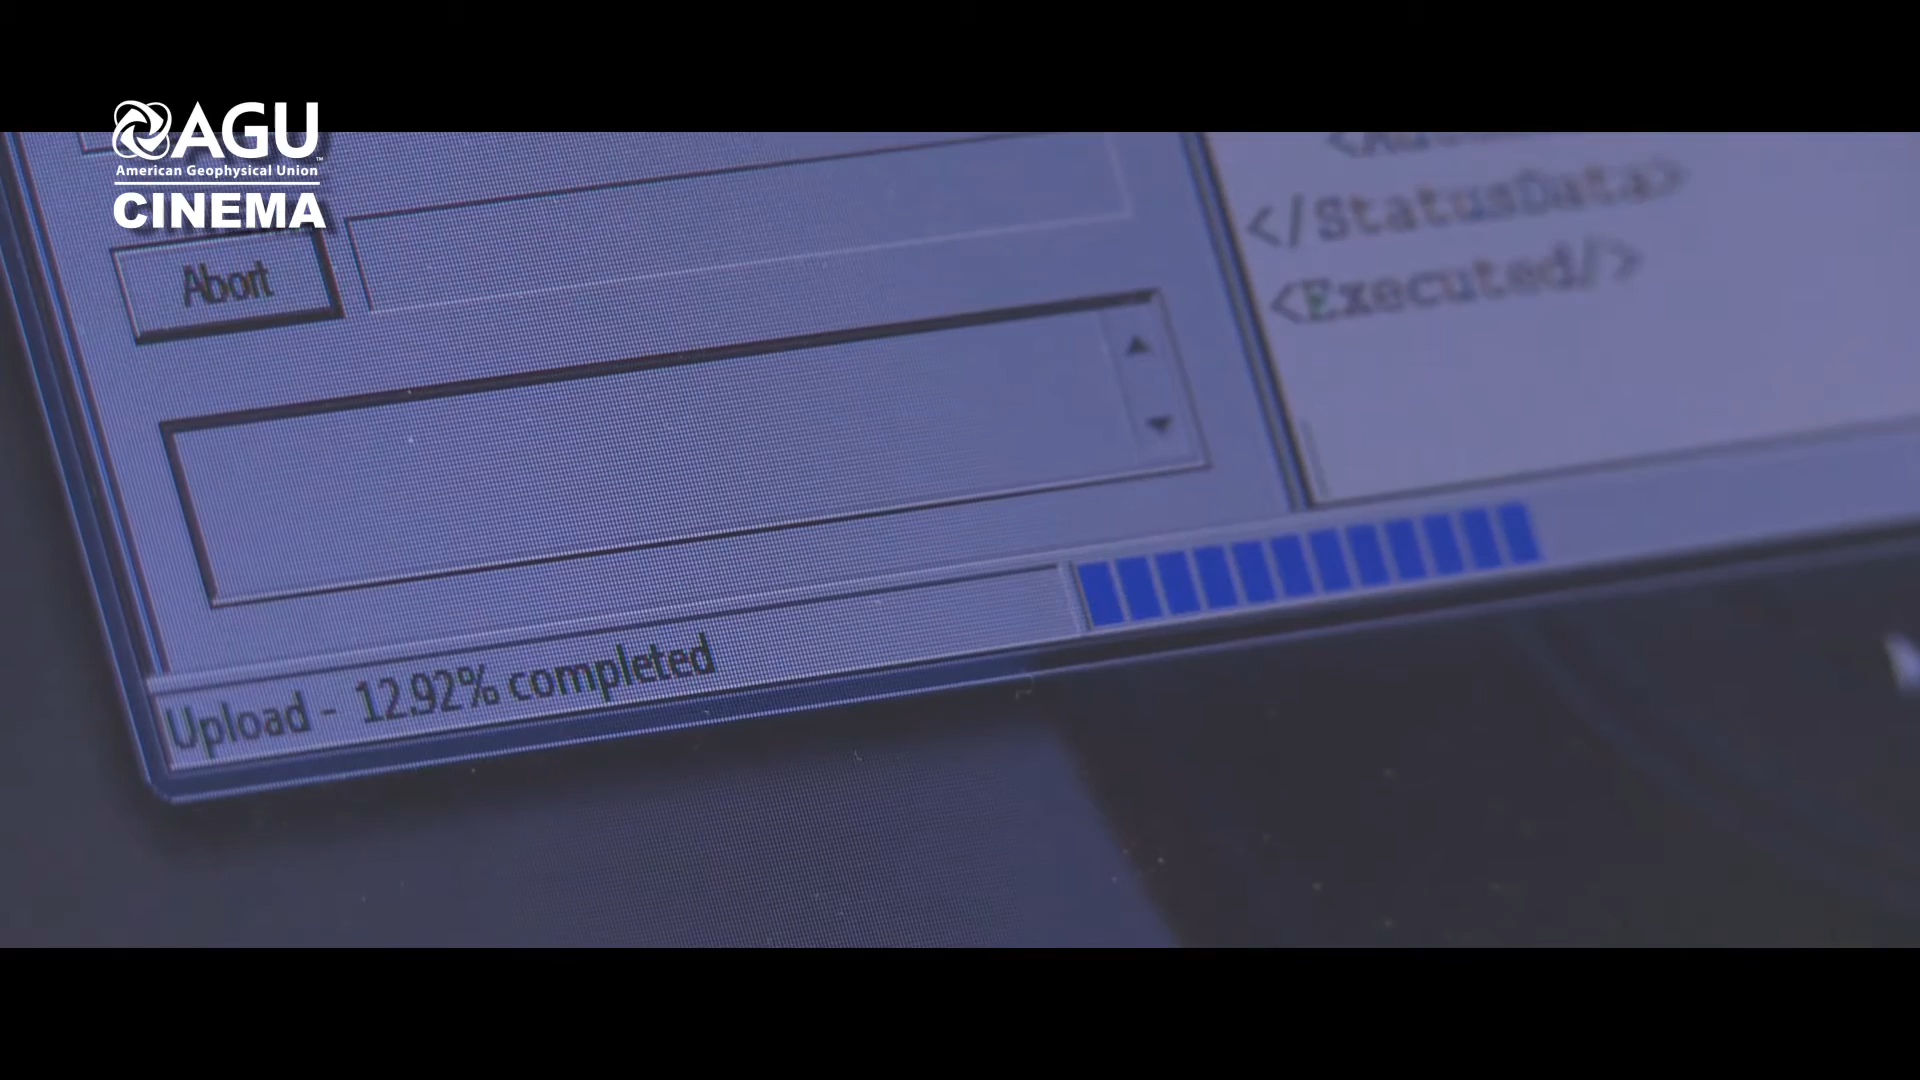 AGU
American Geophysical Union
CINEMA
</StatusData>
<Executed/>
Abort
Upload - 12.92% completed